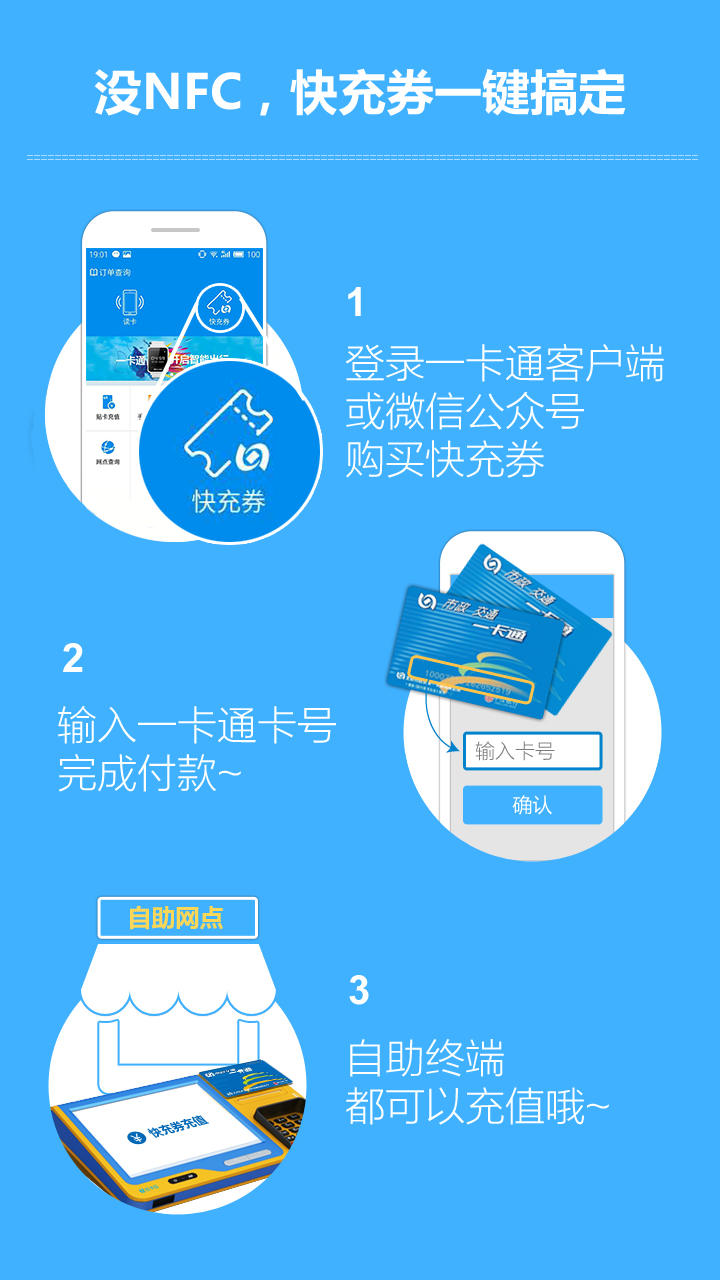 没NFC，快充券一键搞定
19:01
100
订单查询
读卡
快充券
一卡通
开启智能出行
贴卡充值
网点查询
快充券
1
登录一卡通客户端
或微信公众号
购买快充券
市政 交通
市政 交通
一卡通
2
输入一卡通卡号
完成付款~
输入卡号
确认
自助网点
3
自助终端
都可以充值哦~
快充券充值